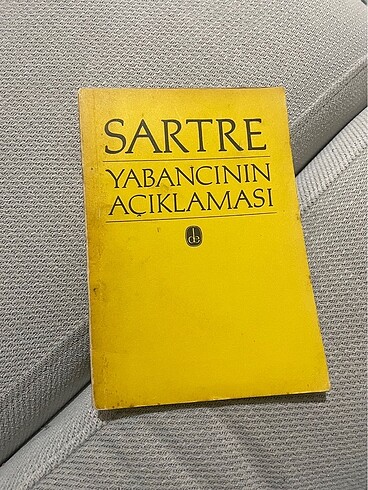 SARTRE
YABANCININ
AÇIKLAMASI
de